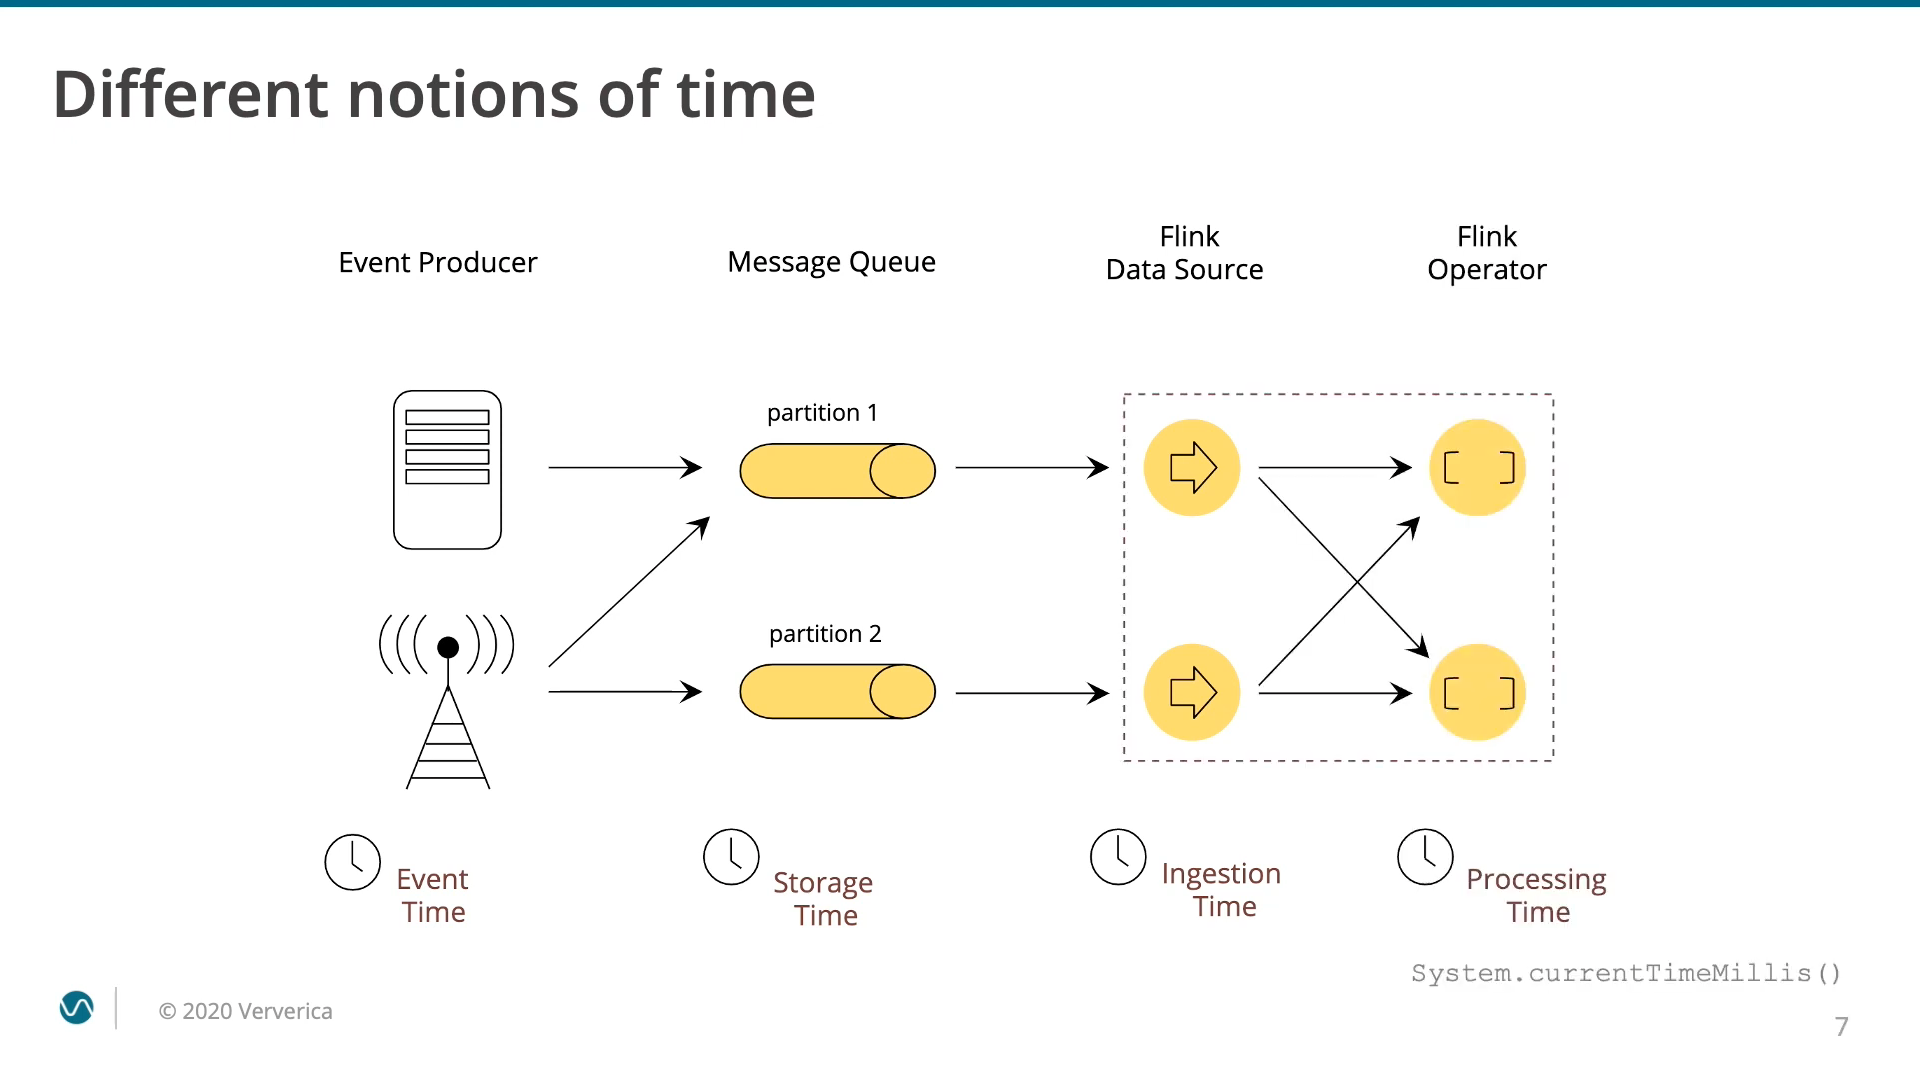 Different notions of time
Event Producer
Message Queue
Flink
Data Source
Flink
Operator
partition 1
partition 2
Event
Time
Storage
Time
Ingestion
Time
Processing
Time
System.currentTimeMillis()
© 2020 Ververica
7